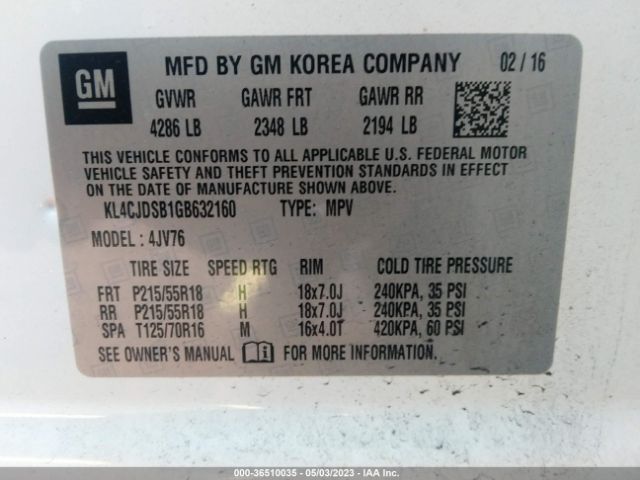 GM
MFD BY GM KOREA COMPANY 02/16
GVWR GAWR FRT GAWR RR
4286 LB 2348 LB 2194 LB
THIS VEHICLE CONFORMS TO ALL APPLICABLE U.S. FEDERAL MOTOR
VEHICLE SAFETY AND THEFT PREVENTION STANDARDS IN EFFECT ON THE
DATE OF MANUFACTURE SHOWN ABOVE.
KL4CJDSB1GB632160 TYPE: MPV
MODEL: 4JV76
TIRE SIZE SPEED RTG RIM COLD TIRE PRESSURE
FRT P215/55R18 H 18x7.0J 240KPA, 35 PSI
RR P215/55R18 H 18x7.0J 240KPA, 35 PSI
SPA T125/70R16 M 16x4.0T 420KPA, 60 PSI
SEE OWNER'S MANUAL FOR MORE INFORMATION.
000-36510035 - 05/03/2023 - IAA Inc.